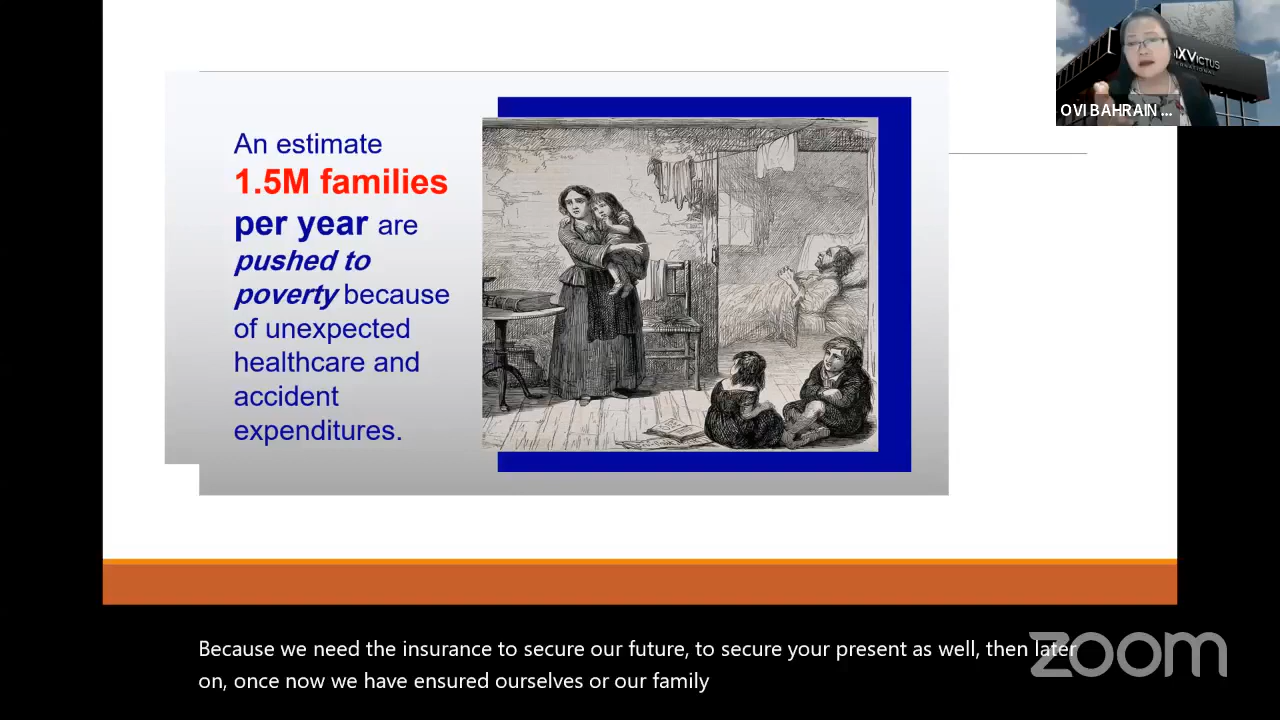 An estimate
1.5M families
per year are
pushed to
poverty because
of unexpected
healthcare and
accident
expenditures.
XVICTUS
OVI BAHRAIN ...
Because we need the insurance to secure our future, to secure your present as well, then later
on, once now we have ensured ourselves or our family
zoom